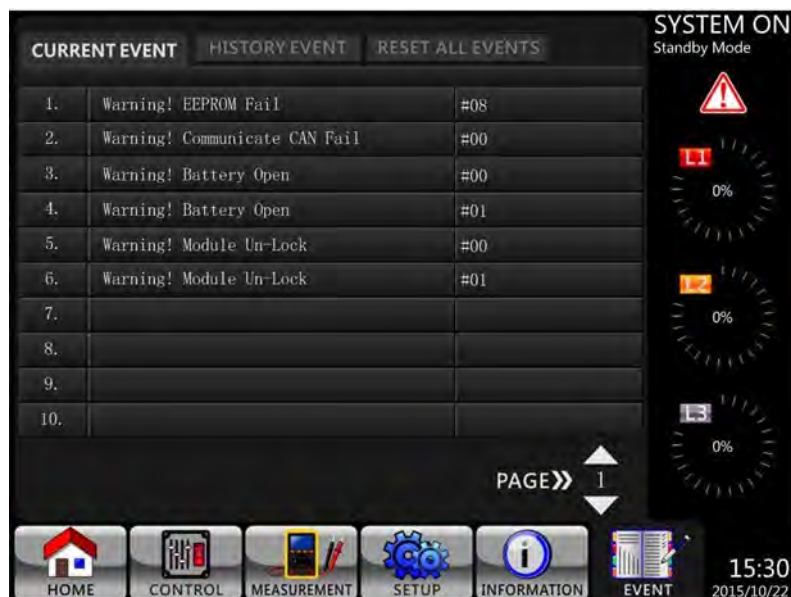 CURRENT EVENT HISTORY EVENT RESET ALL EVENTS
SYSTEM ON
Standby Mode
1. Warning! EEPROM Fail #08
2. Warning! Communicate CAN Fail #00
3. Warning! Battery Open #00
4. Warning! Battery Open #01
5. Warning! Module Un-Lock #00
6. Warning! Module Un-Lock #01
7.
8.
9.
10.
L1
0%
L2
0%
L3
0%
PAGE 1
HOME CONTROL MEASUREMENT SETUP INFORMATION EVENT
15:30
2015/10/22